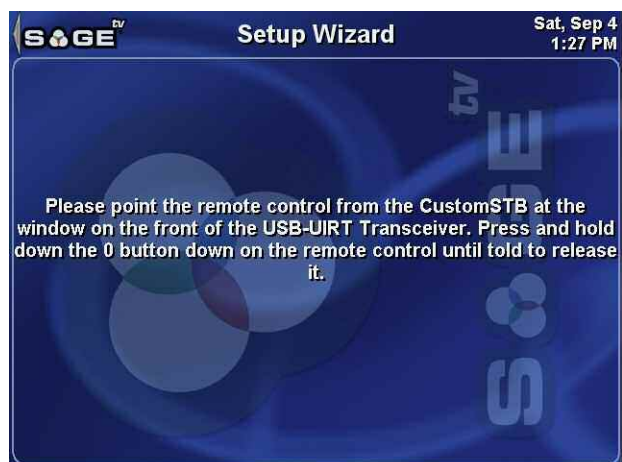 SAGE tv
Setup Wizard
Sat, Sep 4
1:27 PM
Please point the remote control from the CustomSTB at the
window on the front of the USB-UIRT Transceiver. Press and hold
down the 0 button down on the remote control until told to release
it.
SAGE tv